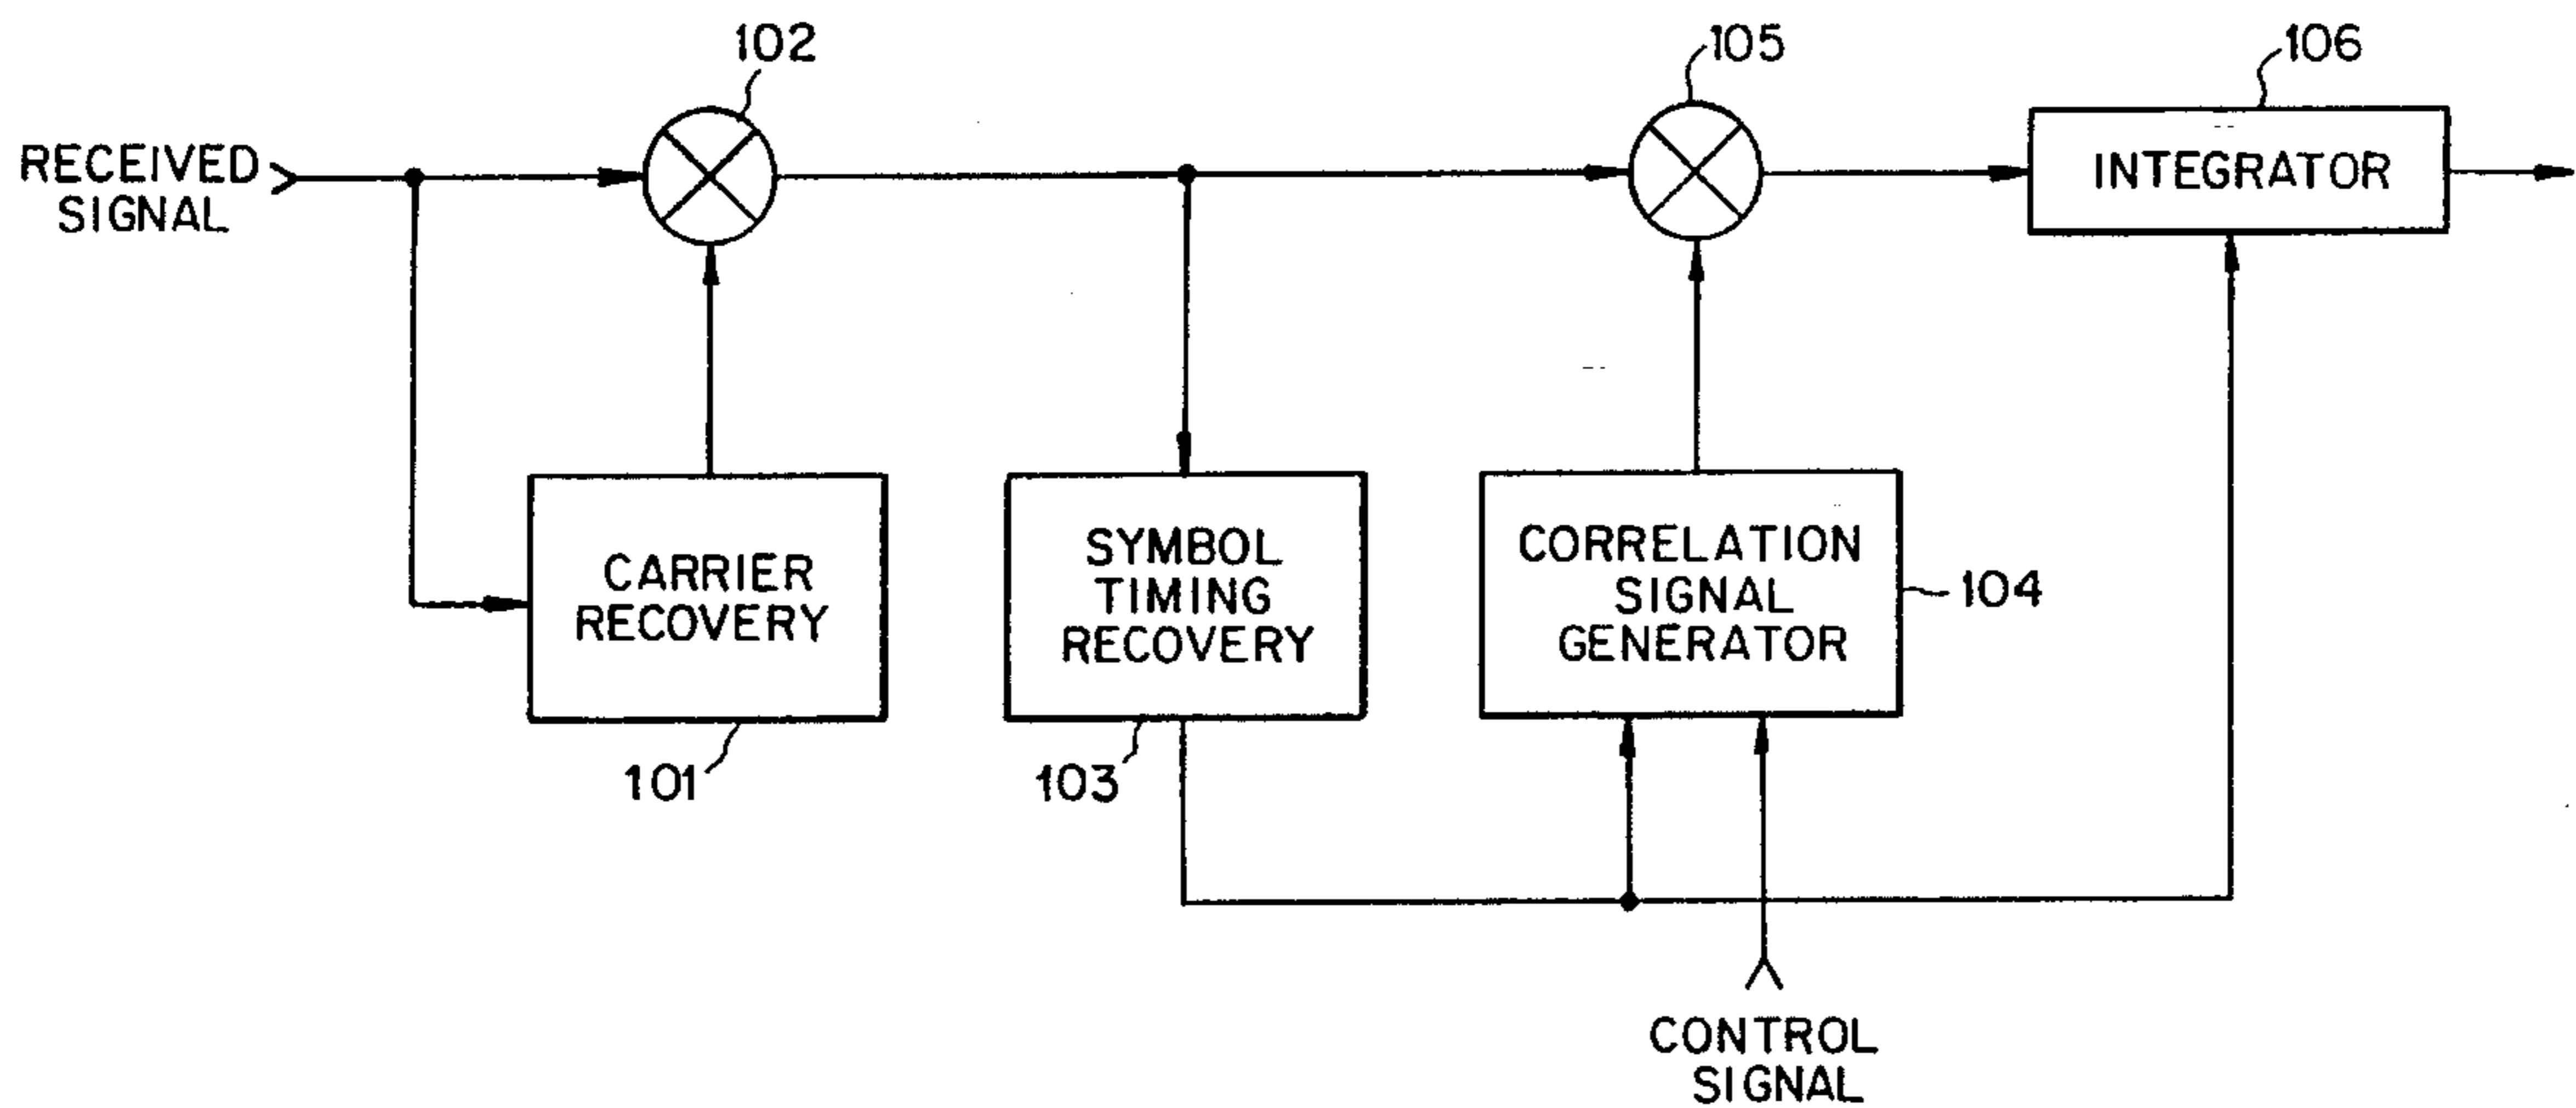 102
105
106
RECEIVED
SIGNAL
INTEGRATOR
CARRIER
RECOVERY
SYMBOL
TIMING
RECOVERY
CORRELATION
SIGNAL
GENERATOR
104
101
103
CONTROL
SIGNAL